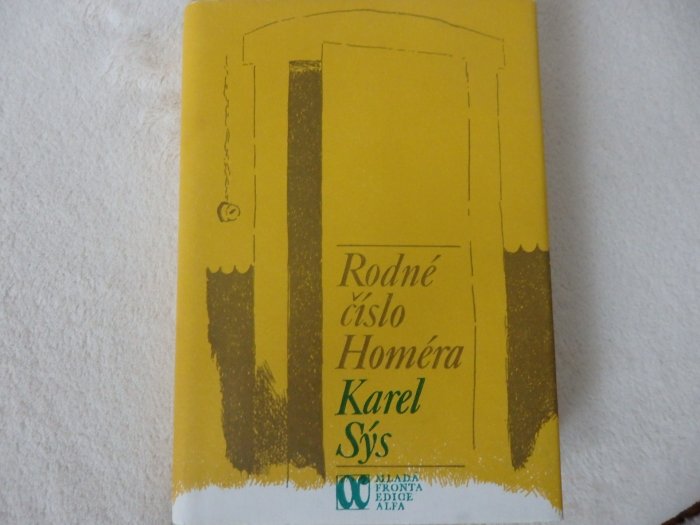 Rodné
číslo
Homéra
Karel
Sýs
MLADÁ
FRONTA
EDICE
ALFA